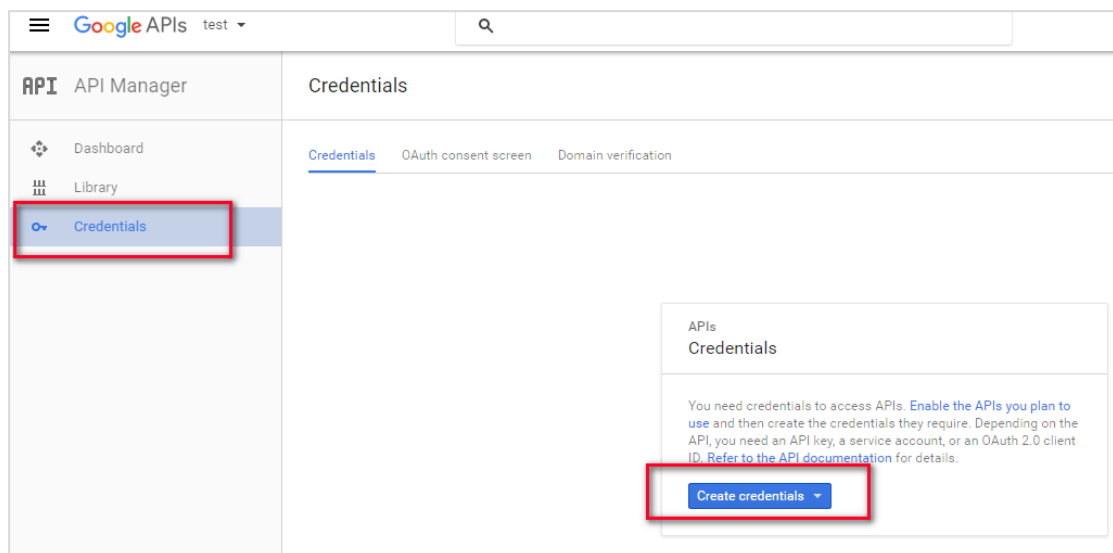 Google APIs test
API API Manager
Credentials
Dashboard
Library
Credentials
Credentials OAuth consent screen Domain verification
APIs
Credentials
You need credentials to access APIs. Enable the APIs you plan to
use and then create the credentials they require. Depending on the
API, you need an API key, a service account, or an OAuth 2.0 client
ID. Refer to the API documentation for details.
Create credentials